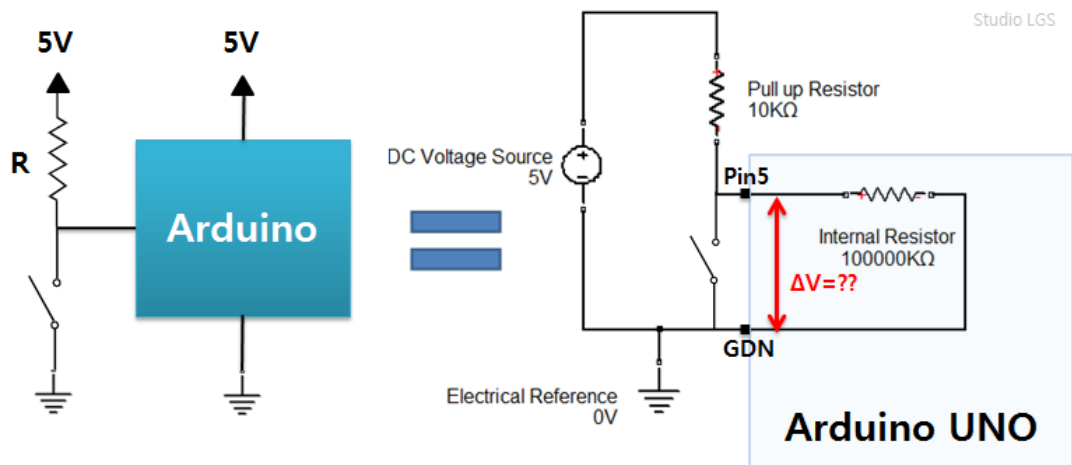 Studio LGS
5V
5V
R
Arduino
DC Voltage Source
5V
Pull up Resistor
10KΩ
Pin5
Internal Resistor
100000KΩ
ΔV=??
GDN
Electrical Reference
0V
Arduino UNO